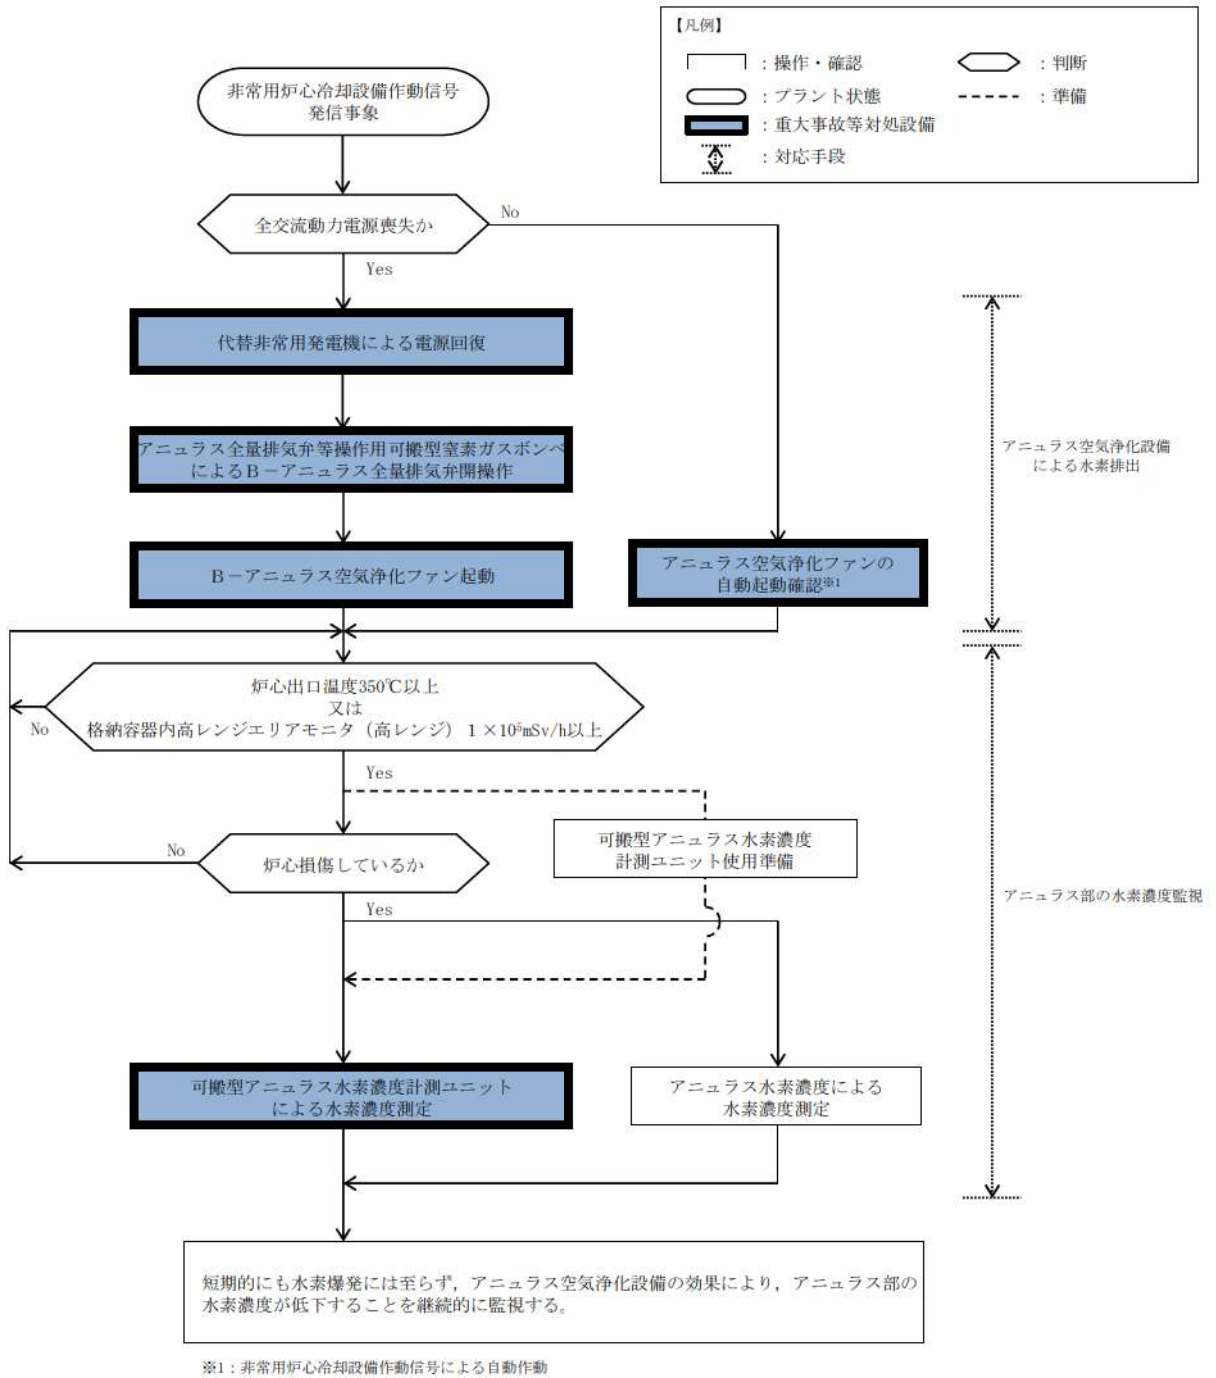 【凡例】
：操作・確認
：判断
：プラント状態
：準備
：重大事故等対処設備
：対応手段
非常用炉心冷却設備作動信号
発信事象
全交流動力電源喪失か
No
Yes
代替非常用発電機による電源回復
アニュラス全量排気弁等操作用可搬型窒素ガスボンベ
によるB－アニュラス全量排気弁開操作
アニュラス空気浄化設備
による水素排出
B－アニュラス空気浄化ファン起動
アニュラス空気浄化ファンの
自動起動確認※1
炉心出口温度350℃以上
又は
格納容器内高レンジエリアモニタ（高レンジ）１×10⁵mSv/h以上
No
Yes
可搬型アニュラス水素濃度
計測ユニット使用準備
No
炉心損傷しているか
Yes
アニュラス部の水素濃度監視
可搬型アニュラス水素濃度計測ユニット
による水素濃度測定
アニュラス水素濃度による
水素濃度測定
短期的にも水素爆発には至らず，アニュラス空気浄化設備の効果により，アニュラス部の
水素濃度が低下することを継続的に監視する。
※1：非常用炉心冷却設備作動信号による自動作動